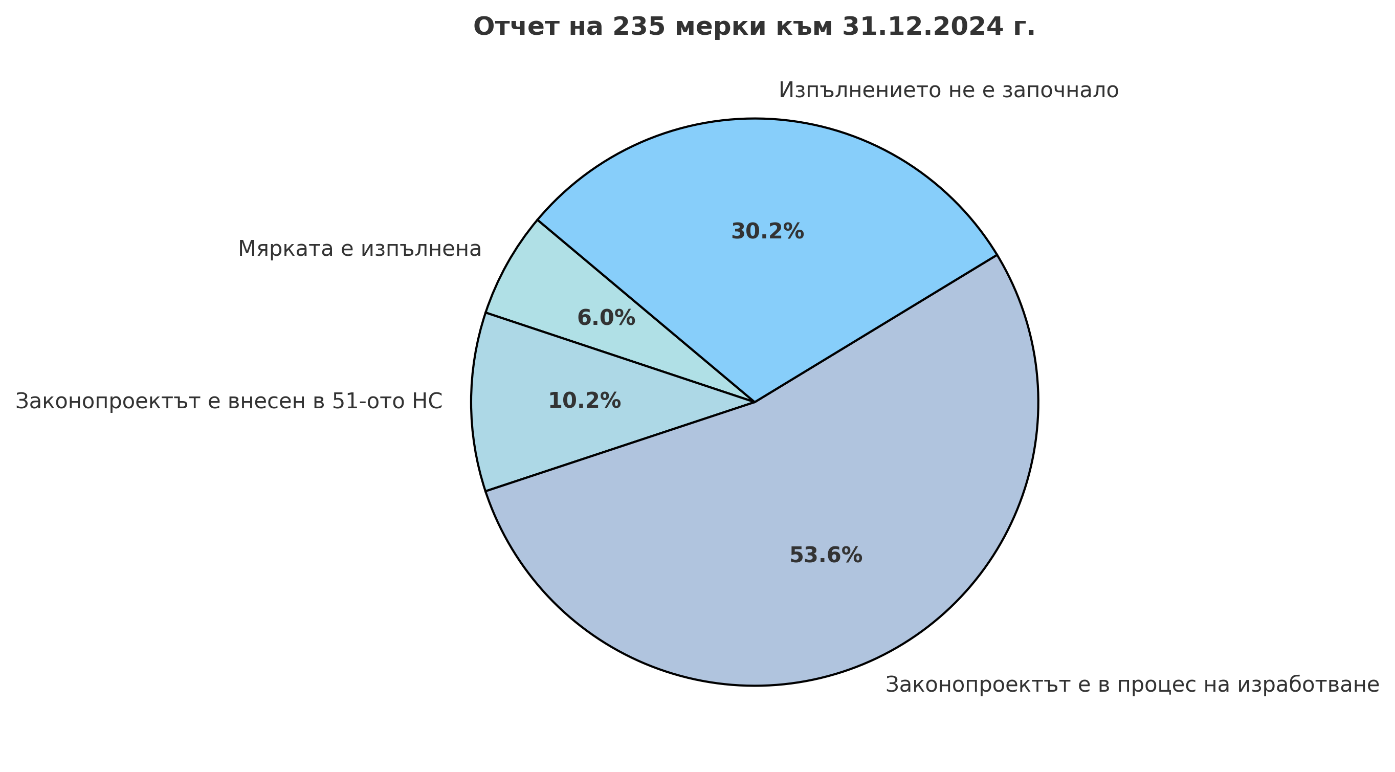 Отчет на 235 мерки към 31.12.2024 г.
Изпълнението не е започнало
30.2%
Мярката е изпълнена
6.0%
Законопроектът е внесен в 51-ото НС
10.2%
53.6%
Законопроектът е в процес на изработване